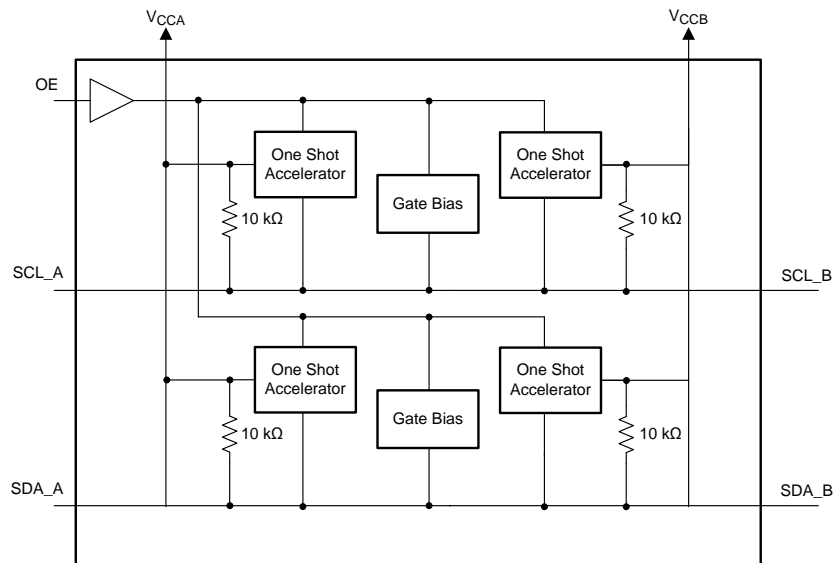 VCCA
VCCB
OE
One Shot
Accelerator
One Shot
Accelerator
Gate Bias
10 kΩ
10 kΩ
SCL_A
SCL_B
One Shot
Accelerator
One Shot
Accelerator
Gate Bias
10 kΩ
10 kΩ
SDA_A
SDA_B